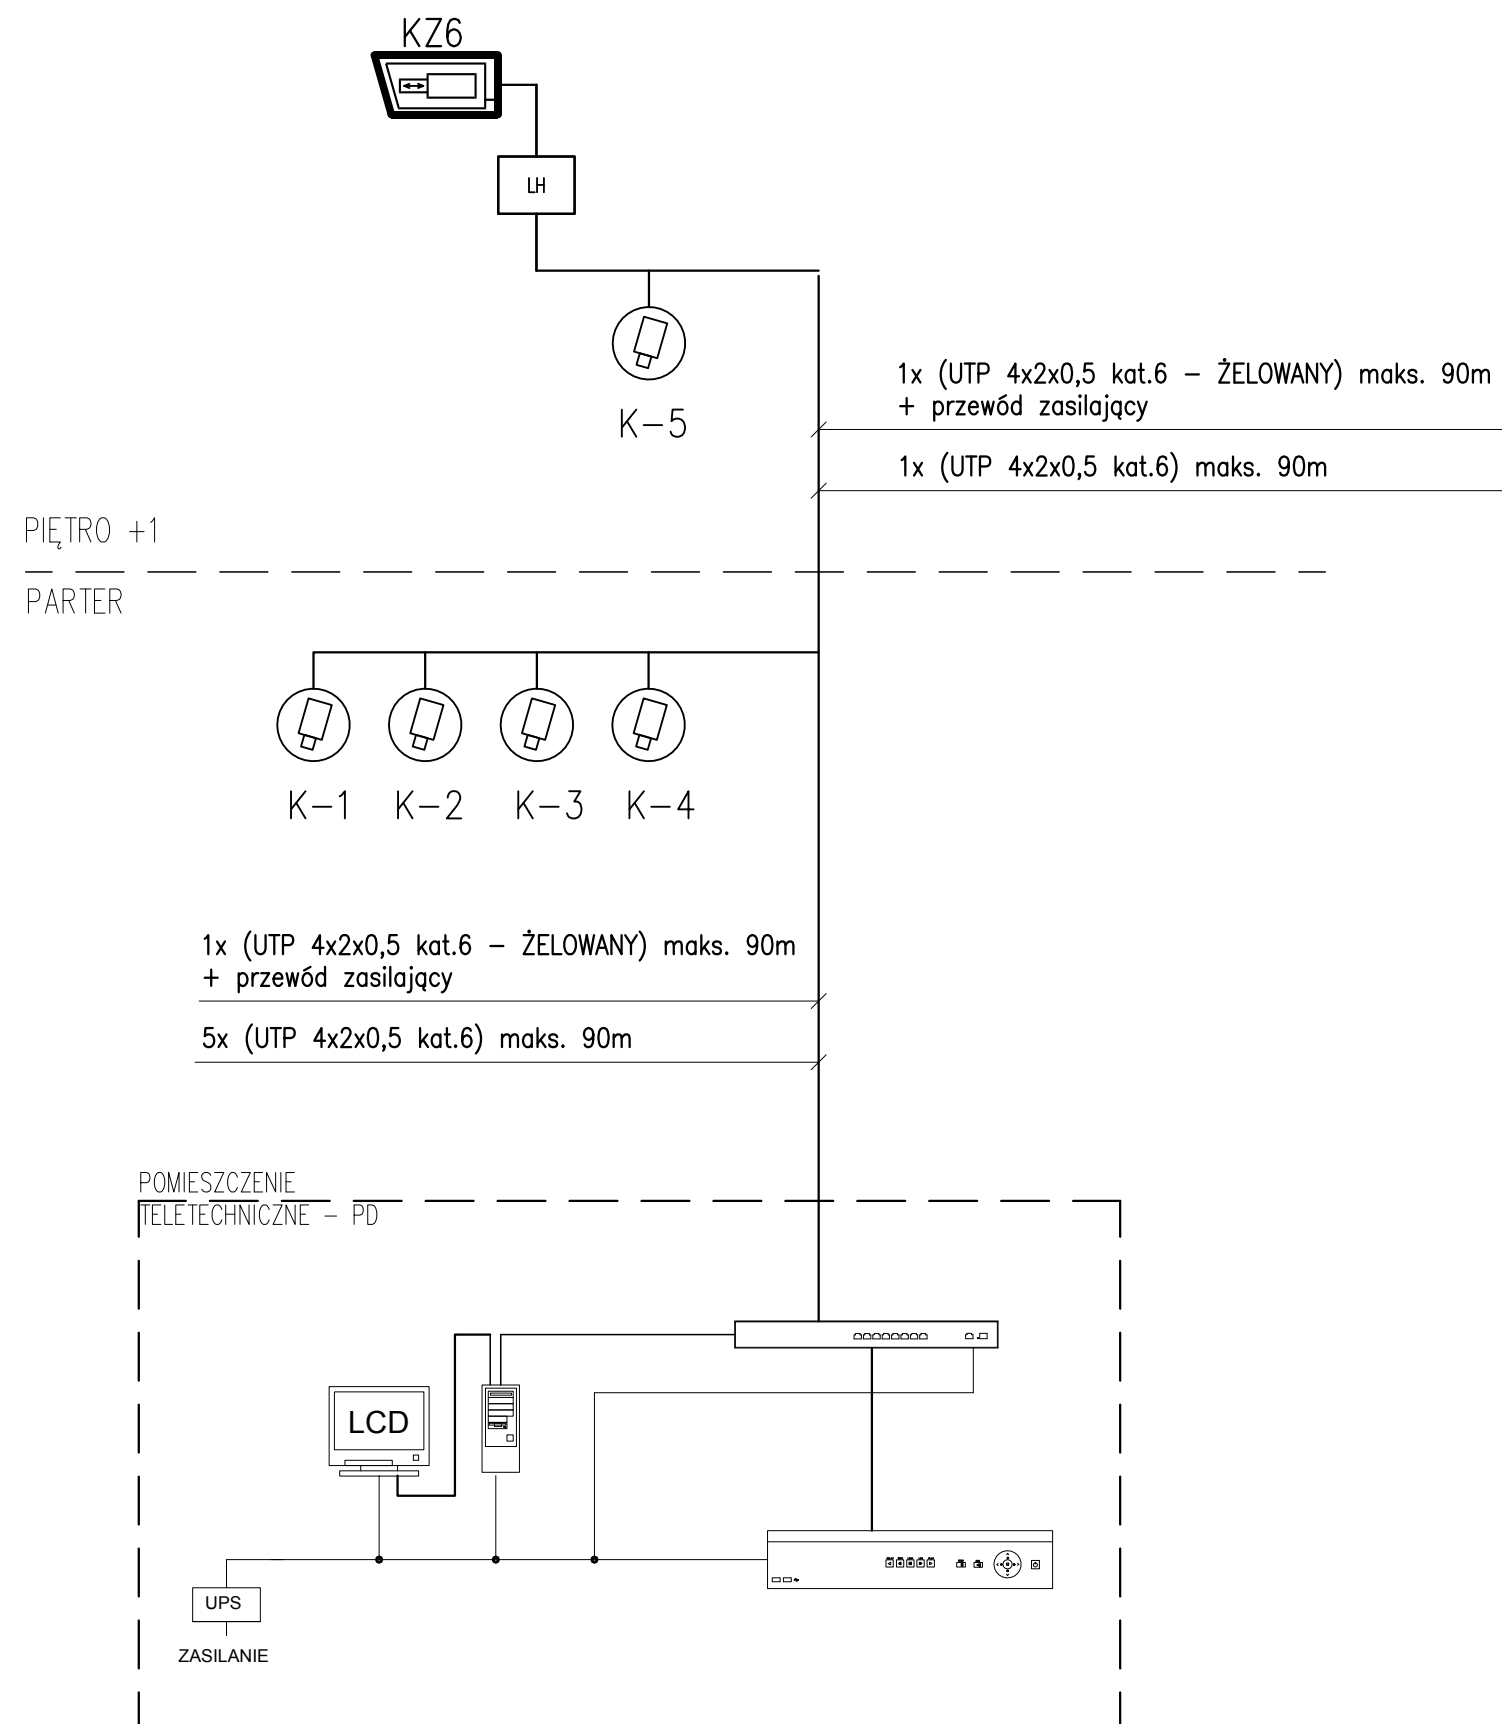 KZ6
LH
K-5
1x (UTP 4x2x0,5 kat.6 - ŻELOWANY) maks. 90m
+ przewód zasilający
1x (UTP 4x2x0,5 kat.6) maks. 90m
PIĘTRO +1
PARTER
K-1 K-2 K-3 K-4
1x (UTP 4x2x0,5 kat.6 - ŻELOWANY) maks. 90m
+ przewód zasilający
5x (UTP 4x2x0,5 kat.6) maks. 90m
POMIESZCZENIE
TELETECHNICZNE - PD
LCD
UPS
ZASILANIE